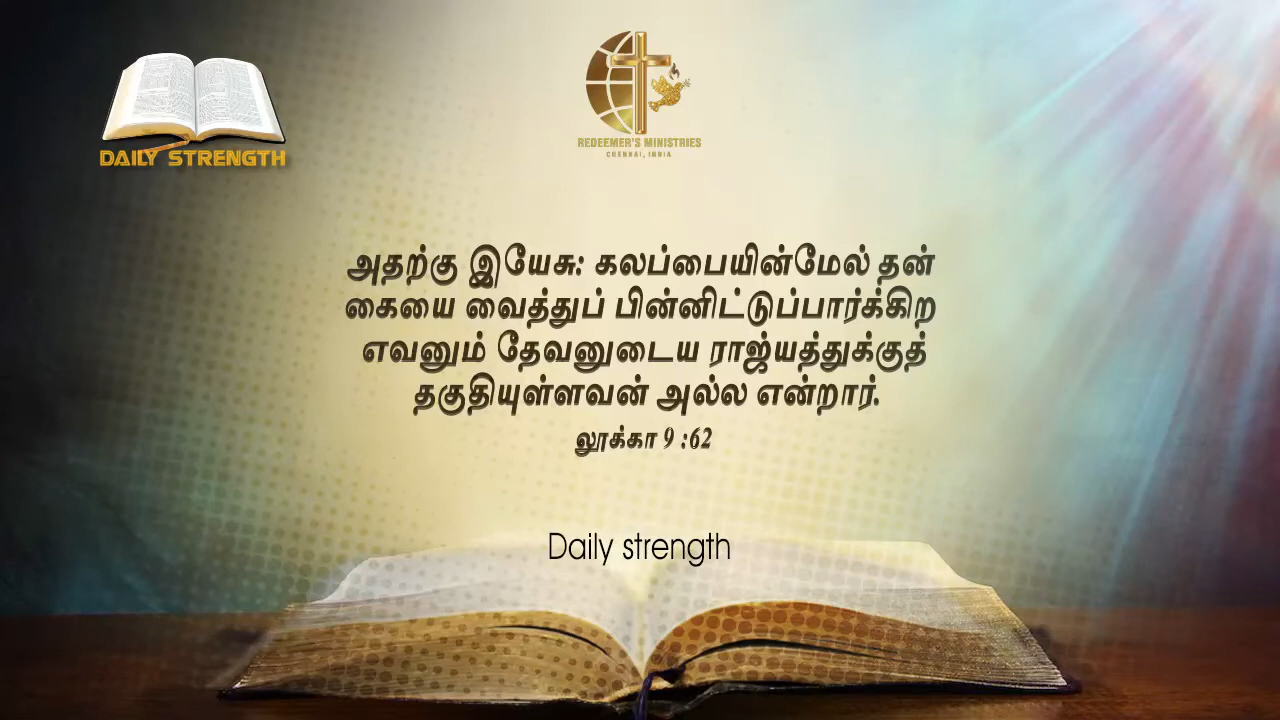 REDEEMER'S MINISTRIES
CHENNAI, INDIA
DAILY STRENGTH
அதற்கு இயேசு: கலப்பையின்மேல் தன்
கையை வைத்துப் பின்னிட்டுப்பார்க்கிற
எவனும் தேவனுடைய ராஜ்யத்துக்குத்
தகுதியுள்ளவன் அல்ல என்றார்.
லூக்கா 9 :62
Daily strength